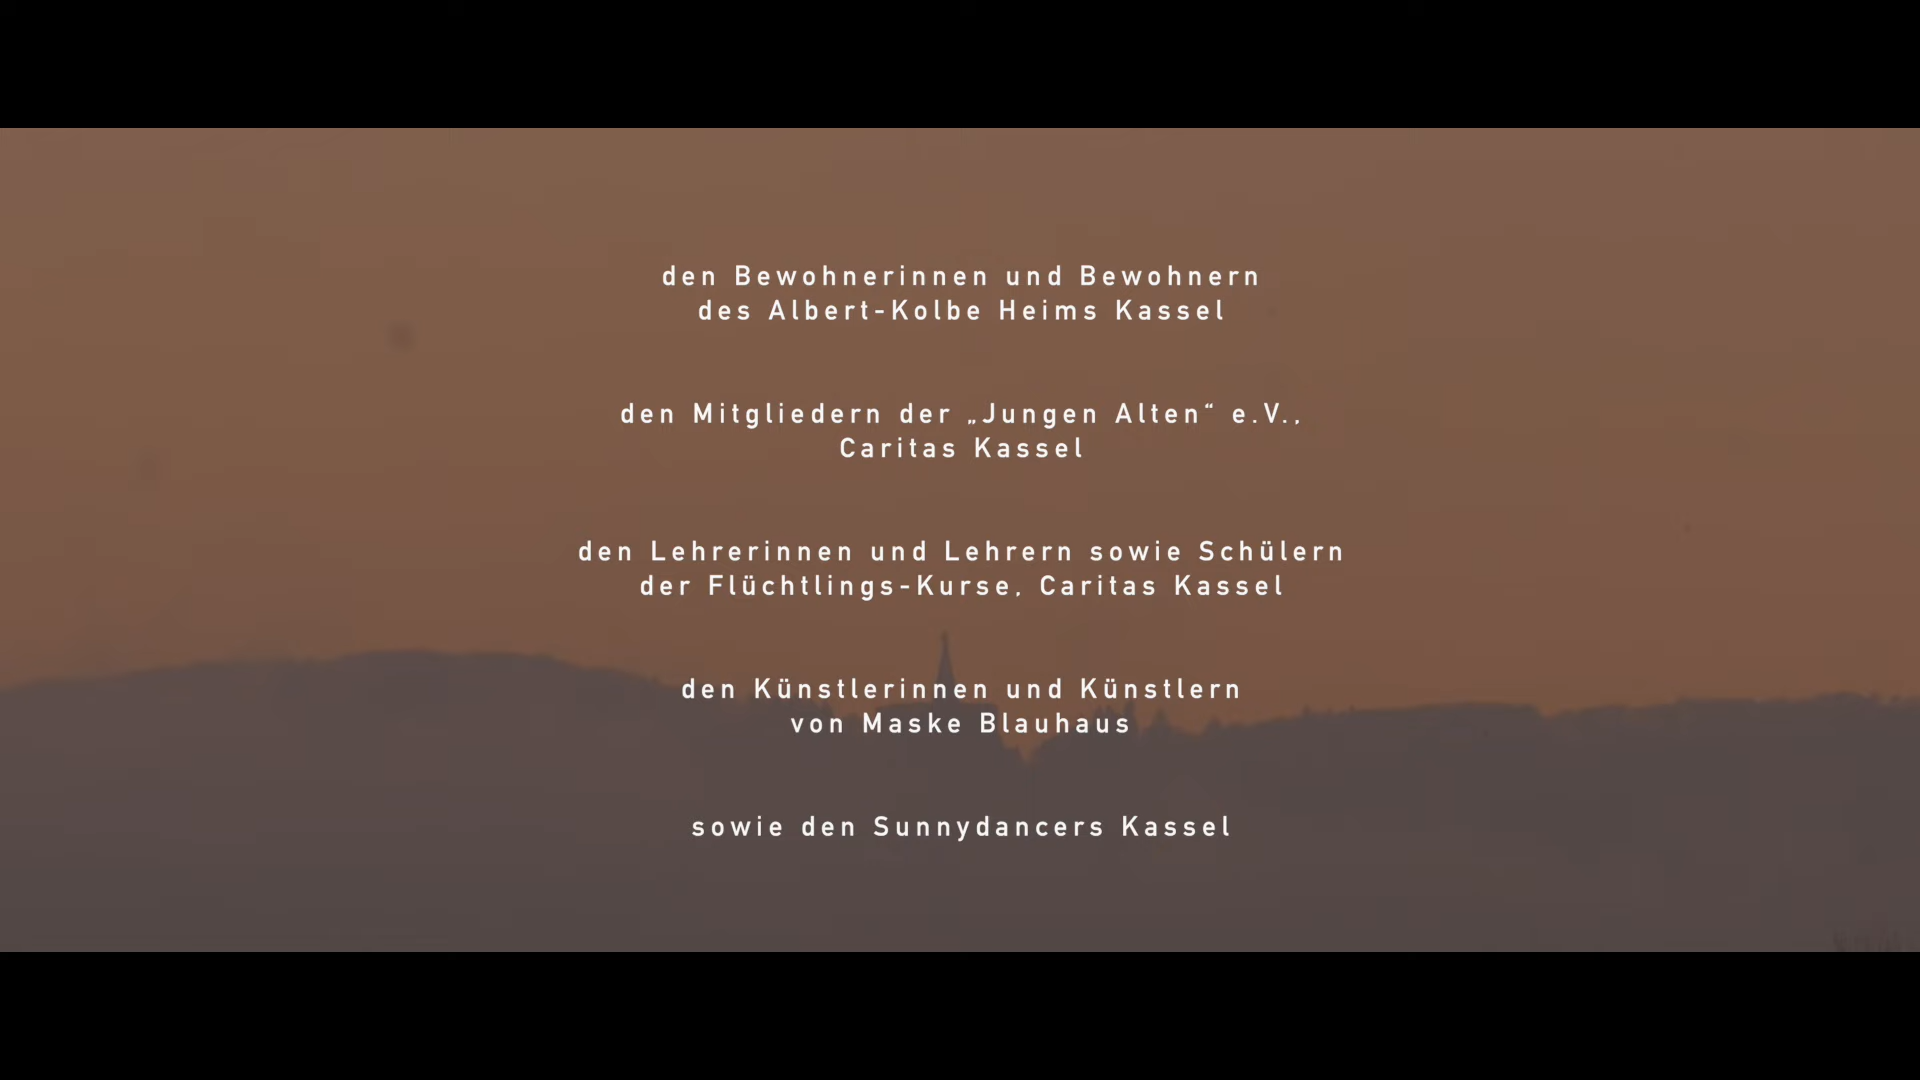 den Bewohnerinnen und Bewohnern
des Albert-Kolbe Heims Kassel
den Mitgliedern der „Jungen Alten“ e.V.,
Caritas Kassel
den Lehrerinnen und Lehrern sowie Schülern
der Flüchtlings-Kurse, Caritas Kassel
den Künstlerinnen und Künstlern
von Maske Blauhaus
sowie den Sunnydancers Kassel